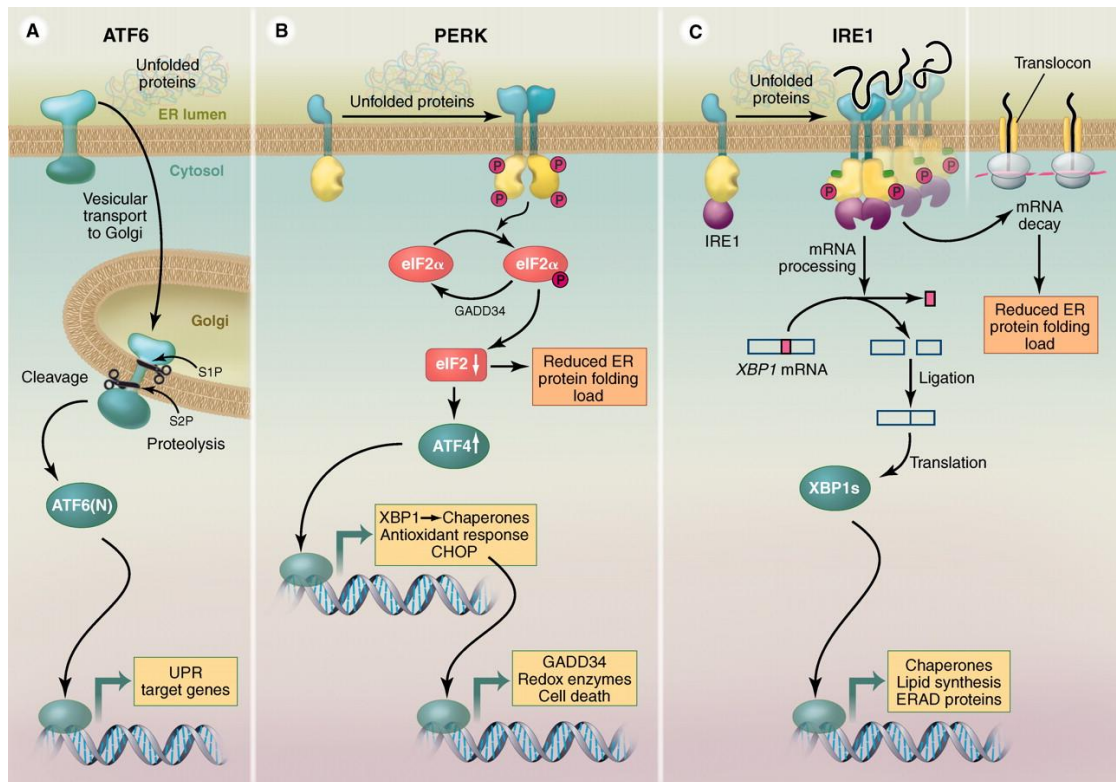 A
ATF6
Unfolded
proteins
ER lumen
Cytosol
Vesicular
transport
to Golgi
Golgi
S1P
Cleavage
S2P
Proteolysis
ATF6(N)
UPR
target genes
B
PERK
Unfolded proteins
P
P
P
P
eIF2α
eIF2α
P
GADD34
eIF2
Reduced ER
protein folding
load
ATF4
XBP1 → Chaperones
Antioxidant response
CHOP
GADD34
Redox enzymes
Cell death
C
IRE1
Unfolded
proteins
Translocon
P
P
P
P
IRE1
mRNA
processing
mRNA
decay
Reduced ER
protein folding
load
XBP1 mRNA
Ligation
Translation
XBP1s
Chaperones
Lipid synthesis
ERAD proteins